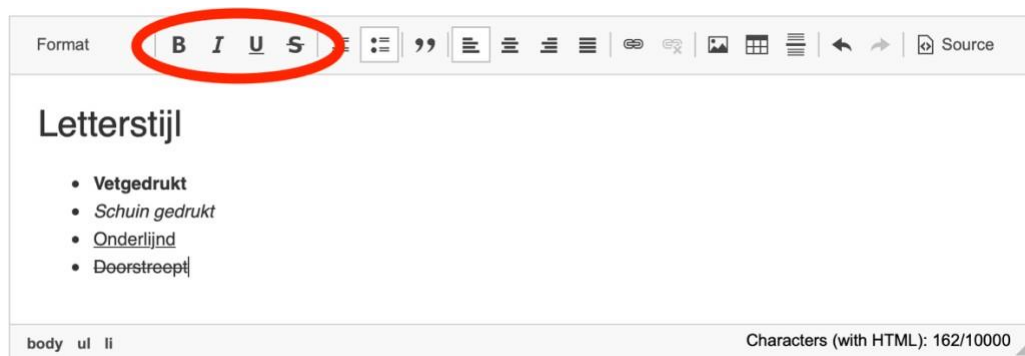 Format B I U S Source
Letterstijl
Vetgedrukt
Schuin gedrukt
Onderlijnd
Doorstreept
body ul li Characters (with HTML): 162/10000